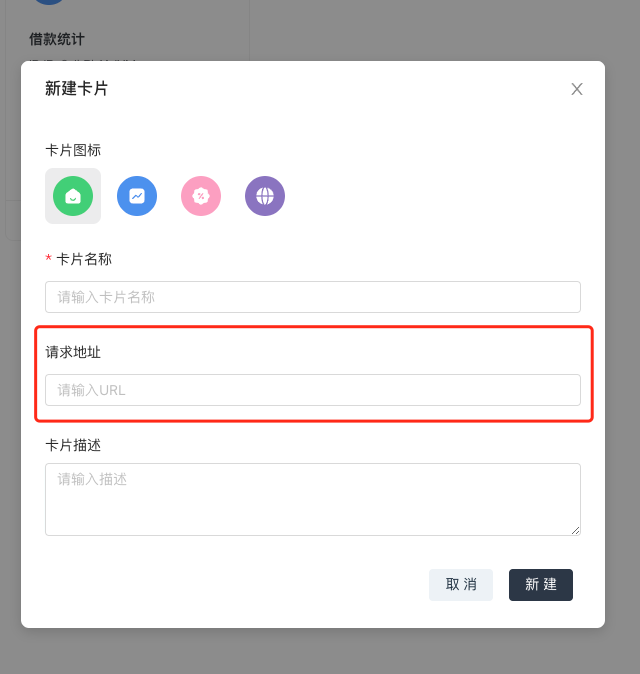 借款统计
新建卡片
卡片图标
* 卡片名称
请输入卡片名称
请求地址
请输入URL
卡片描述
请输入描述
取 消
新 建